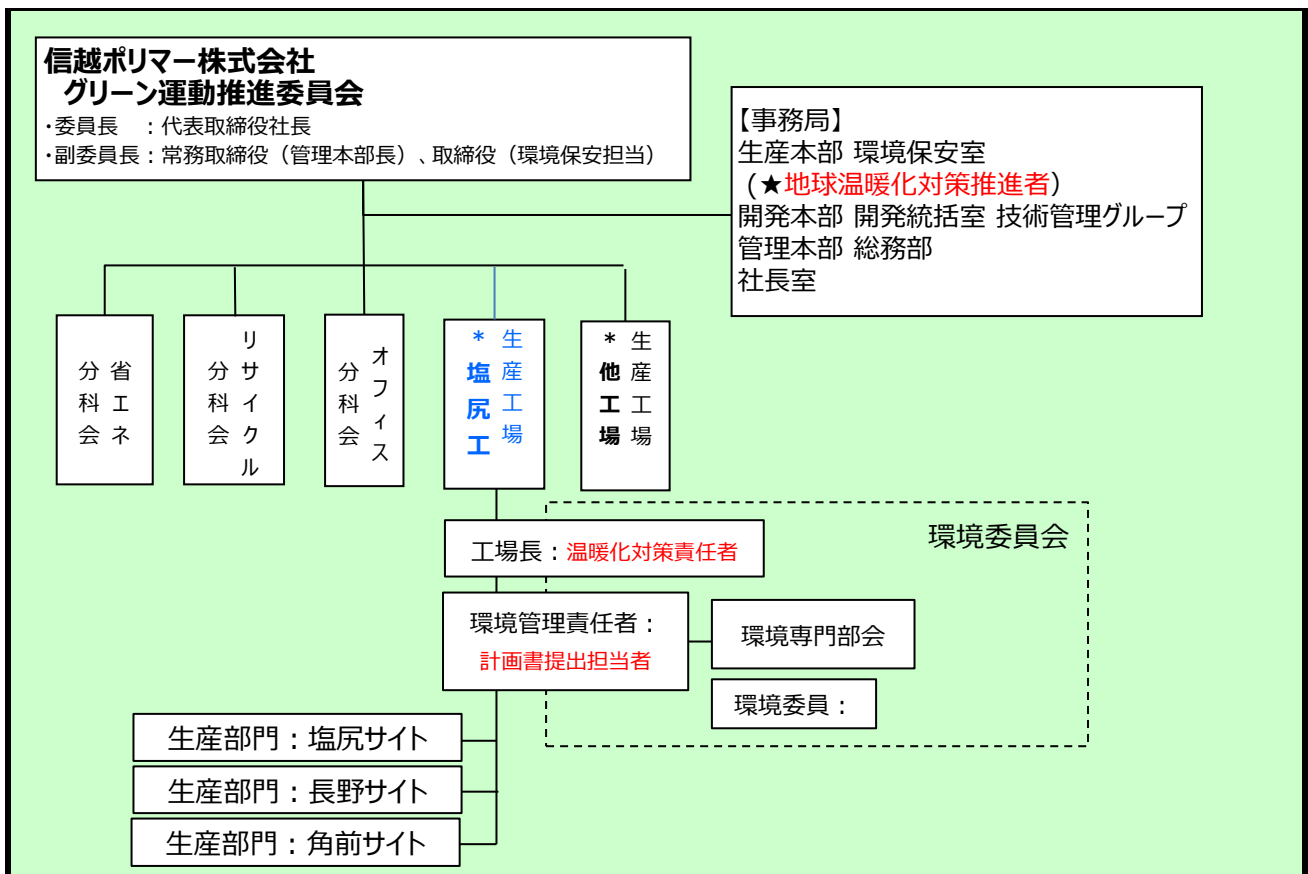 信越ポリマー株式会社
グリーン運動推進委員会
・委員長　：代表取締役社長
・副委員長：常務取締役（管理本部長）、取締役（環境保安担当）
【事務局】
生産本部 環境保安室
(★地球温暖化対策推進者）
開発本部 開発統括室 技術管理グループ
管理本部 総務部
社長室
省エネ
分科会
リサイクル
分科会
オフィス
分科会
生産工場
*塩尻工
生産工場
*他工場
環境委員会
工場長：温暖化対策責任者
環境管理責任者：
計画書提出担当者
環境専門部会
環境委員：
生産部門：塩尻サイト
生産部門：長野サイト
生産部門：角前サイト